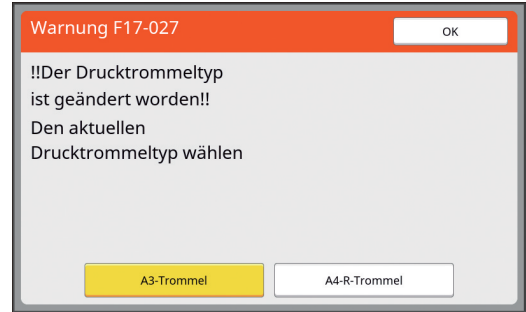 Warnung F17-027
OK
!!Der Drucktrommeltyp
ist geändert worden!!
Den aktuellen
Drucktrommeltyp wählen
A3-Trommel
A4-R-Trommel